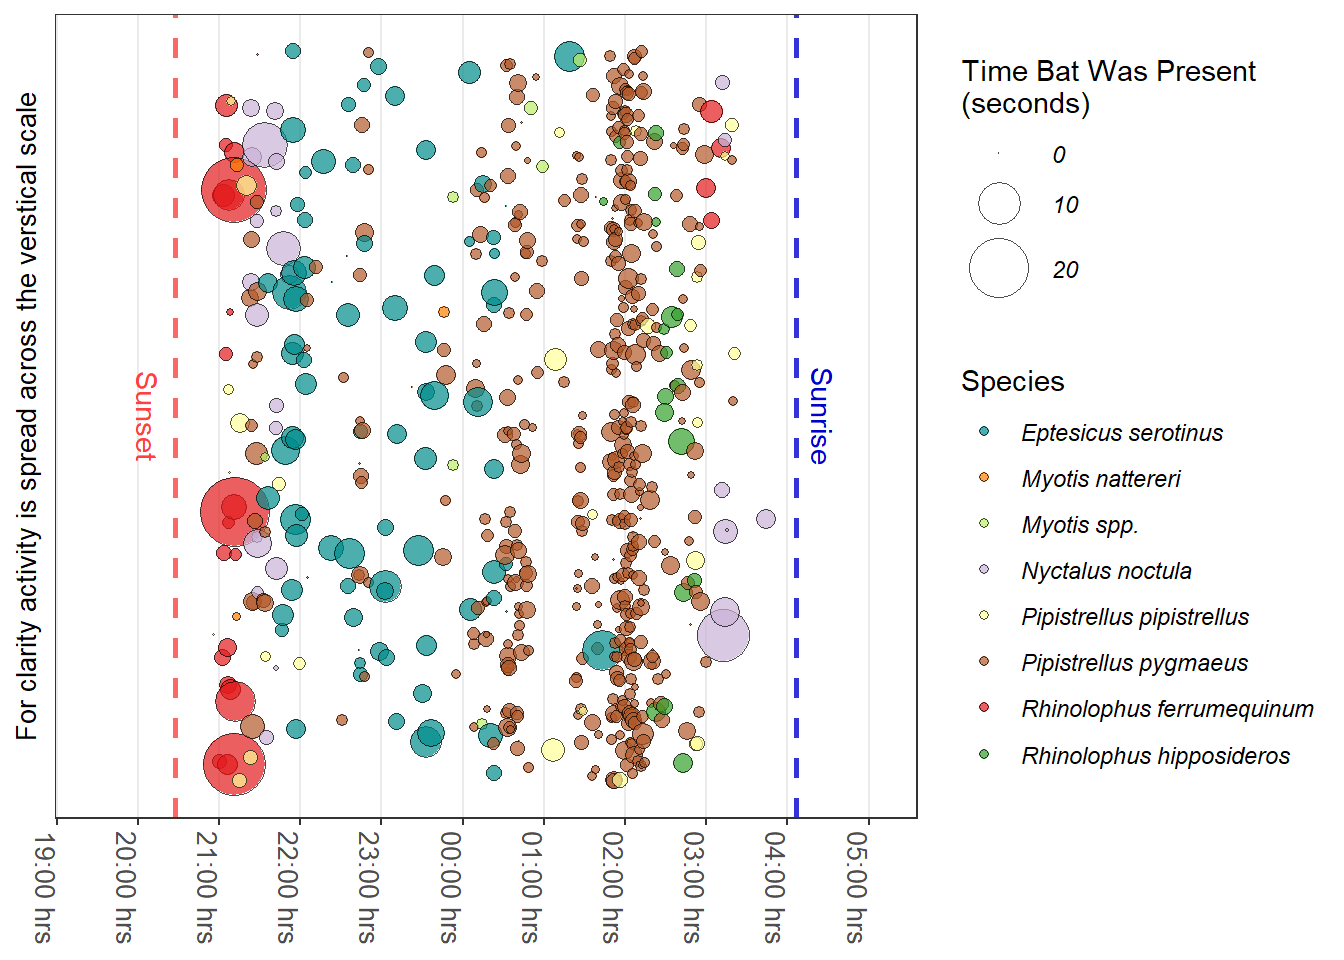 For clarity activity is spread across the verstical scale
Sunset
Sunrise
19:00 hrs
20:00 hrs
21:00 hrs
22:00 hrs
23:00 hrs
00:00 hrs
01:00 hrs
02:00 hrs
03:00 hrs
04:00 hrs
05:00 hrs
Time Bat Was Present
(seconds)
0
10
20
Species
Eptesicus serotinus
Myotis nattereri
Myotis spp.
Nyctalus noctula
Pipistrellus pipistrellus
Pipistrellus pygmaeus
Rhinolophus ferrumequinum
Rhinolophus hipposideros